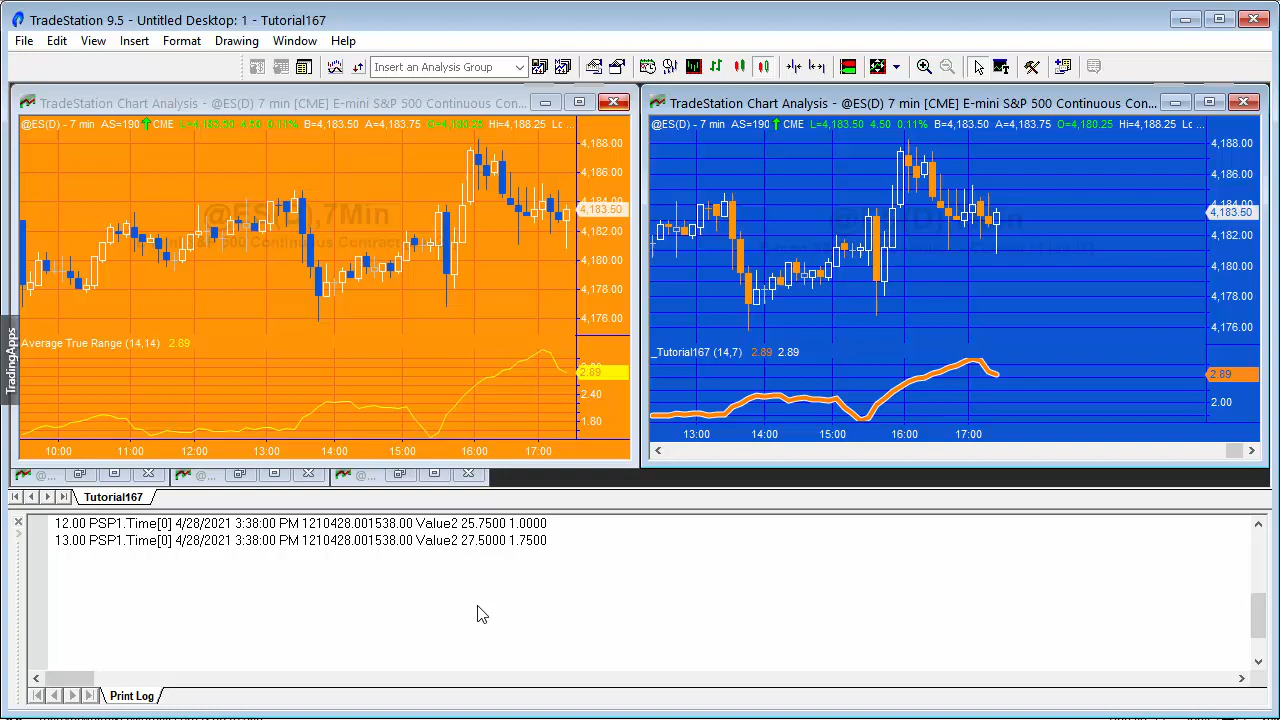 TradeStation 9.5 - Untitled Desktop: 1 - Tutorial167
File Edit View Insert Format Drawing Window Help
Insert an Analysis Group
TradeStation Chart Analysis - @ES(D) 7 min [CME] E-mini S&P 500 Continuous Con...
@ES(D) - 7 min AS=190 CME L=4,183.50 4.50 0.11% B=4,183.50 A=4,183.75 O=4,180.25 Hi=4,188.25 Lc ...
4,188.00
4,186.00
4,184.00
4,183.50
4,182.00
4,180.00
4,178.00
4,176.00
@ES(D),7Min
Average True Range (14,14) 2.89
2.89
2.40
1.80
10:00 11:00 12:00 13:00 14:00 15:00 16:00 17:00
TradeStation Chart Analysis - @ES(D) 7 min [CME] E-mini S&P 500 Continuous Con...
@ES(D) - 7 min AS=190 CME L=4,183.50 4.50 0.11% B=4,183.50 A=4,183.75 O=4,180.25 Hi=4,188.25 Lc ...
4,188.00
4,186.00
4,184.00
4,183.50
4,182.00
4,180.00
4,178.00
4,176.00
_Tutorial167 (14,7) 2.89 2.89
2.89
2.00
13:00 14:00 15:00 16:00 17:00
TradingApps
@... @... @...
Tutorial167
12.00 PSP1.Time[0] 4/28/2021 3:38:00 PM 1210428.001538.00 Value2 25.7500 1.0000
13.00 PSP1.Time[0] 4/28/2021 3:38:00 PM 1210428.001538.00 Value2 27.5000 1.7500
Print Log